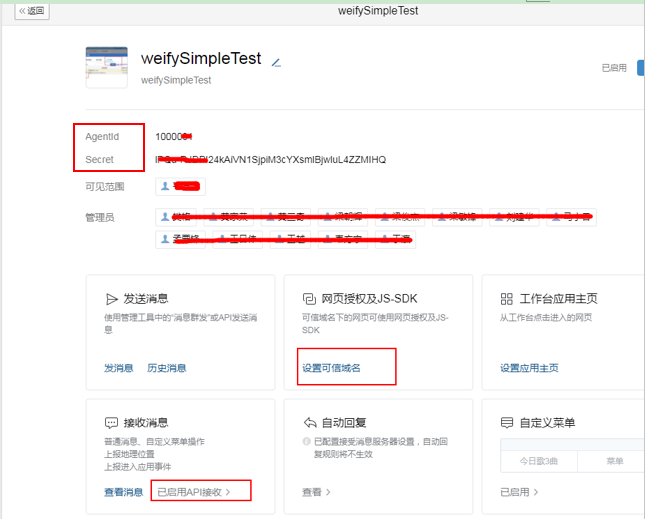 << 返回
weifySimpleTest
weifySimpleTest
weifySimpleTest
已启用
AgentId
Secret
可见范围
管理员
发送消息
使用管理工具中的“消息群发”或API发送消息
发消息 历史消息
网页授权及JS-SDK
可信域名下的网页可使用网页授权及JS-SDK
设置可信域名
工作台应用主页
从工作台点击进入的网页
设置应用主页
接收消息
普通消息、自定义菜单操作
上报地理位置
上报进入应用事件
查看消息 已启用API接收 >
自动回复
已配置接受消息服务器设置，自动回复规则将不生效
查看 >
自定义菜单
今日歌3曲 菜单
已启用 >